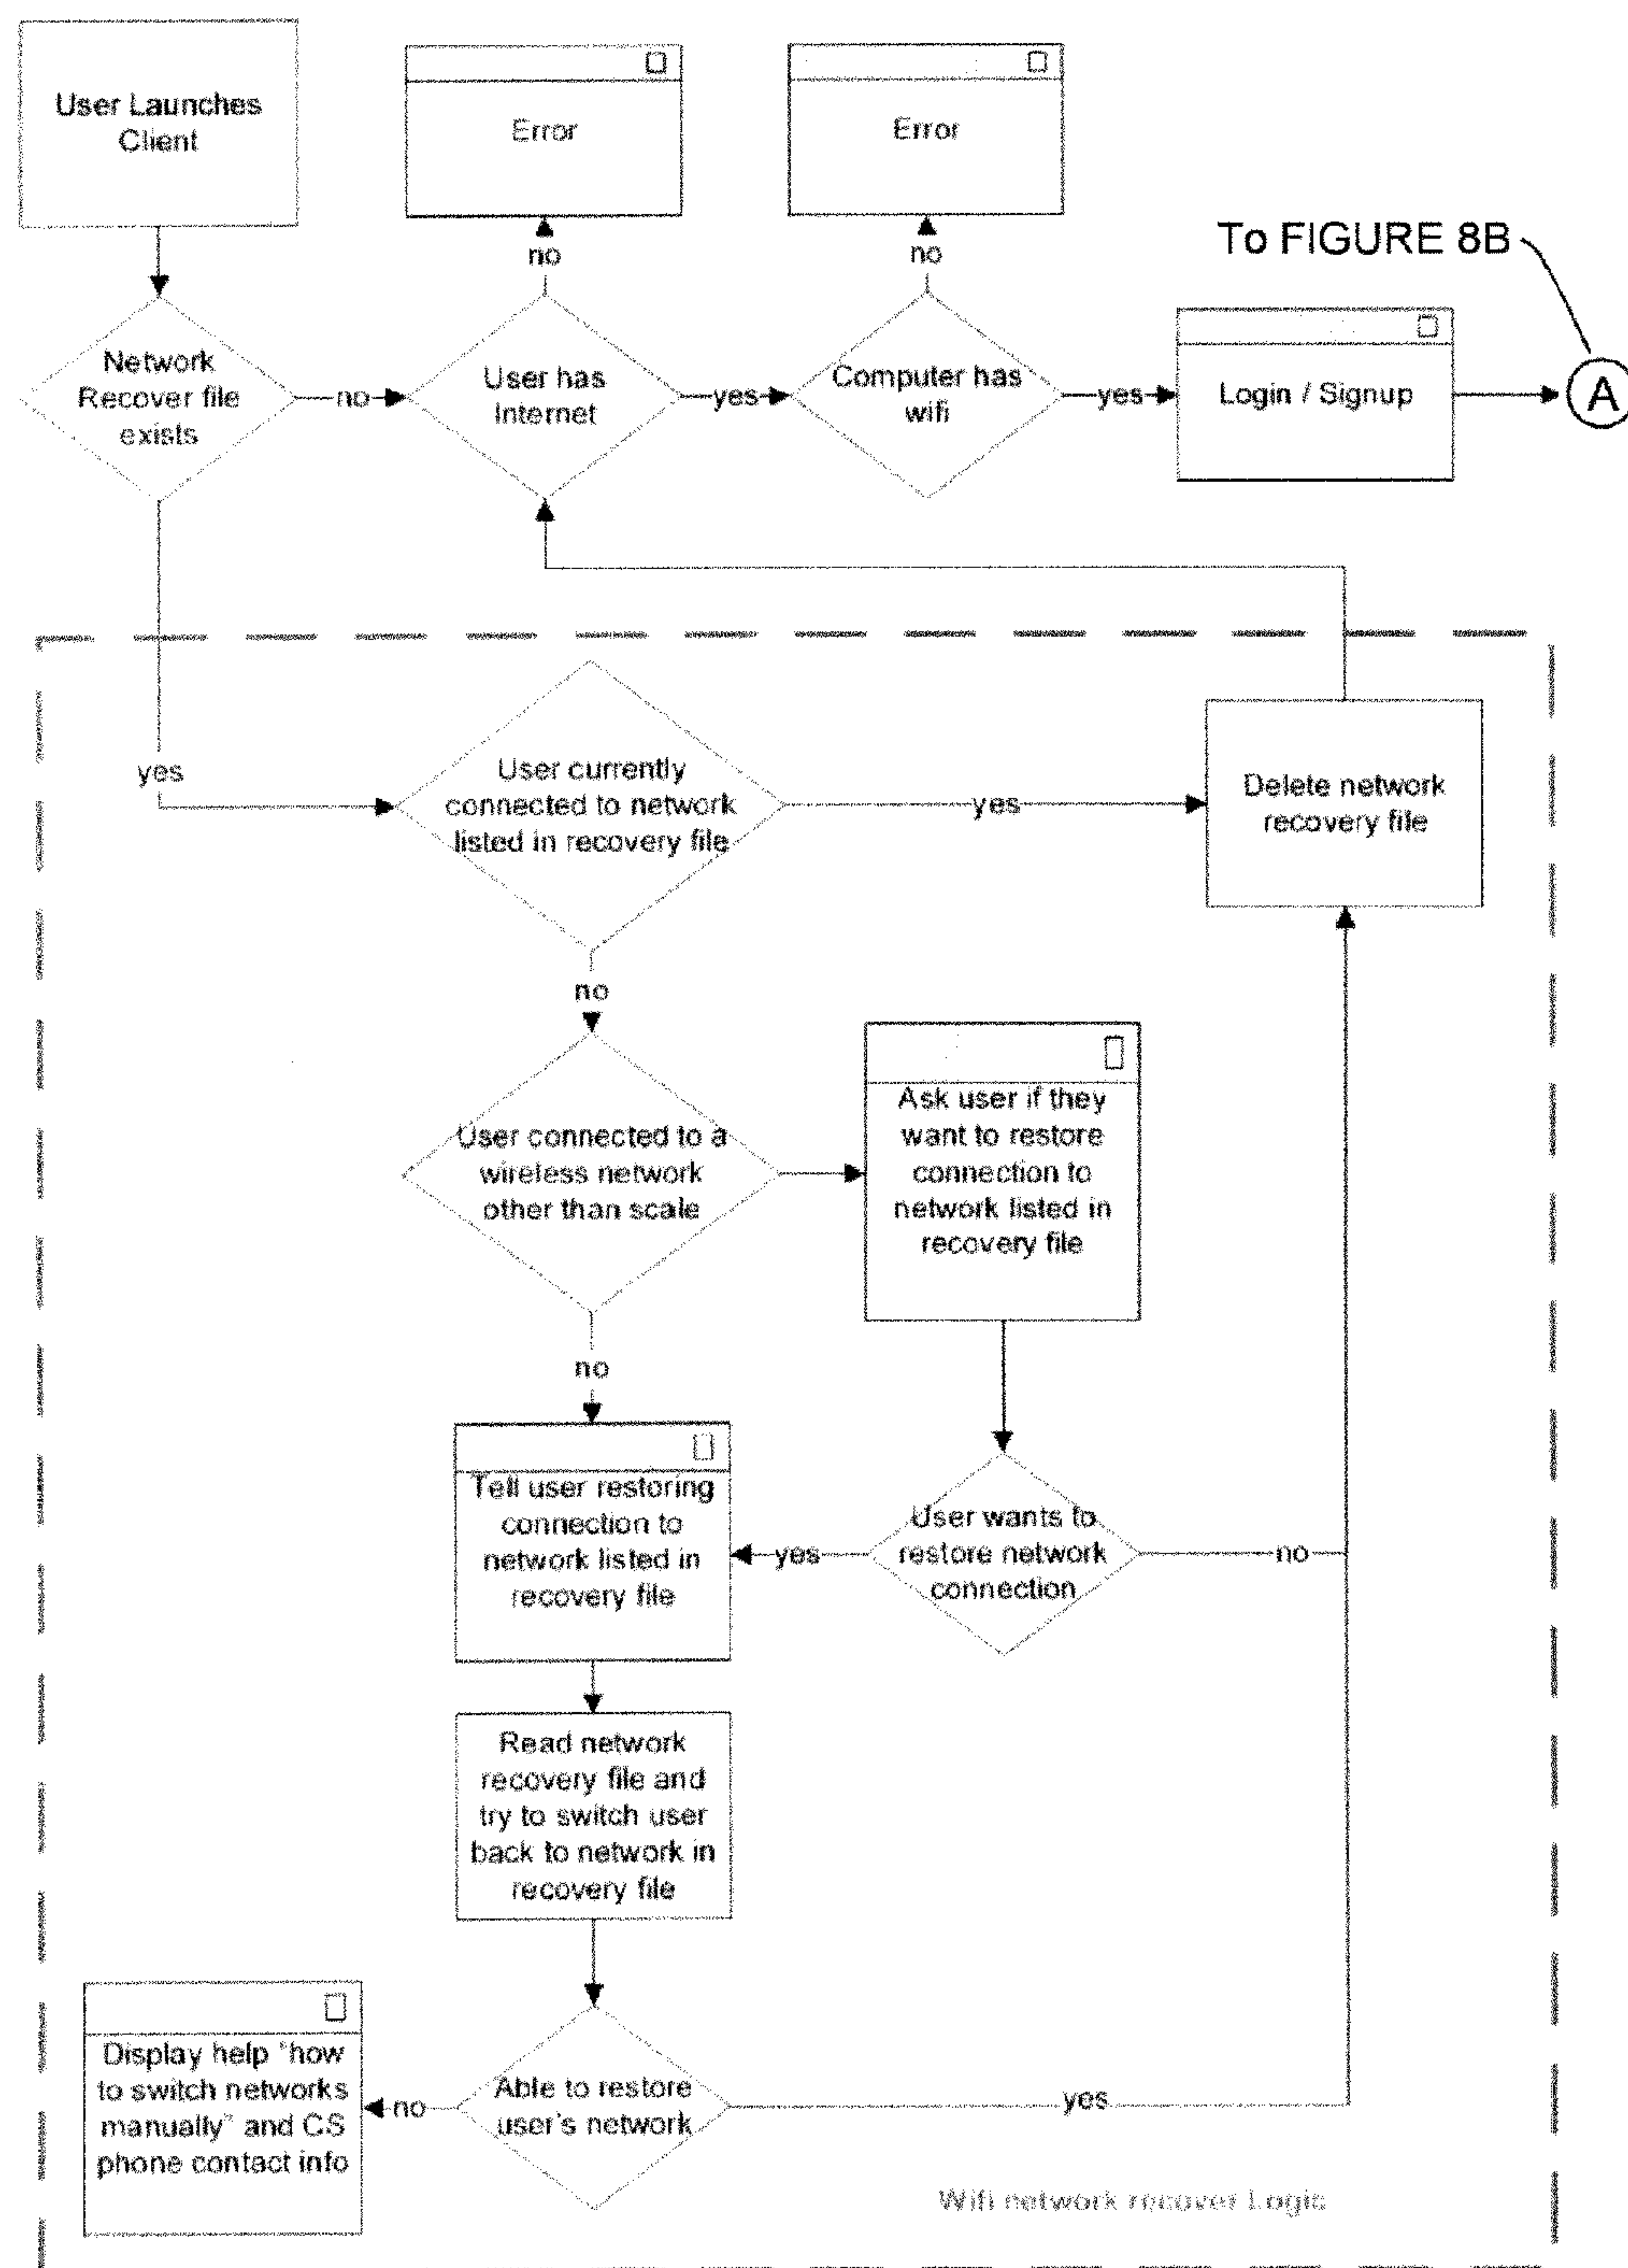 User Launches
Client
Error
Error
To FIGURE 8B
no
no
Network
Recover file
exists
no
User has
Internet
yes
Computer has
wifi
yes
Login / Signup
A
yes
User currently
connected to network
listed in recovery file
yes
Delete network
recovery file
no
User connected to a
wireless network
other than scale
Ask user if they
want to restore
connection to
network listed in
recovery file
no
Tell user restoring
connection to
network listed in
recovery file
yes
User wants to
restore network
connection
no
Read network
recovery file and
try to switch user
back to network in
recovery file
Display help "how
to switch networks
manually" and CS
phone contact info
no
Able to restore
user's network
yes
Wifi network recover Logic